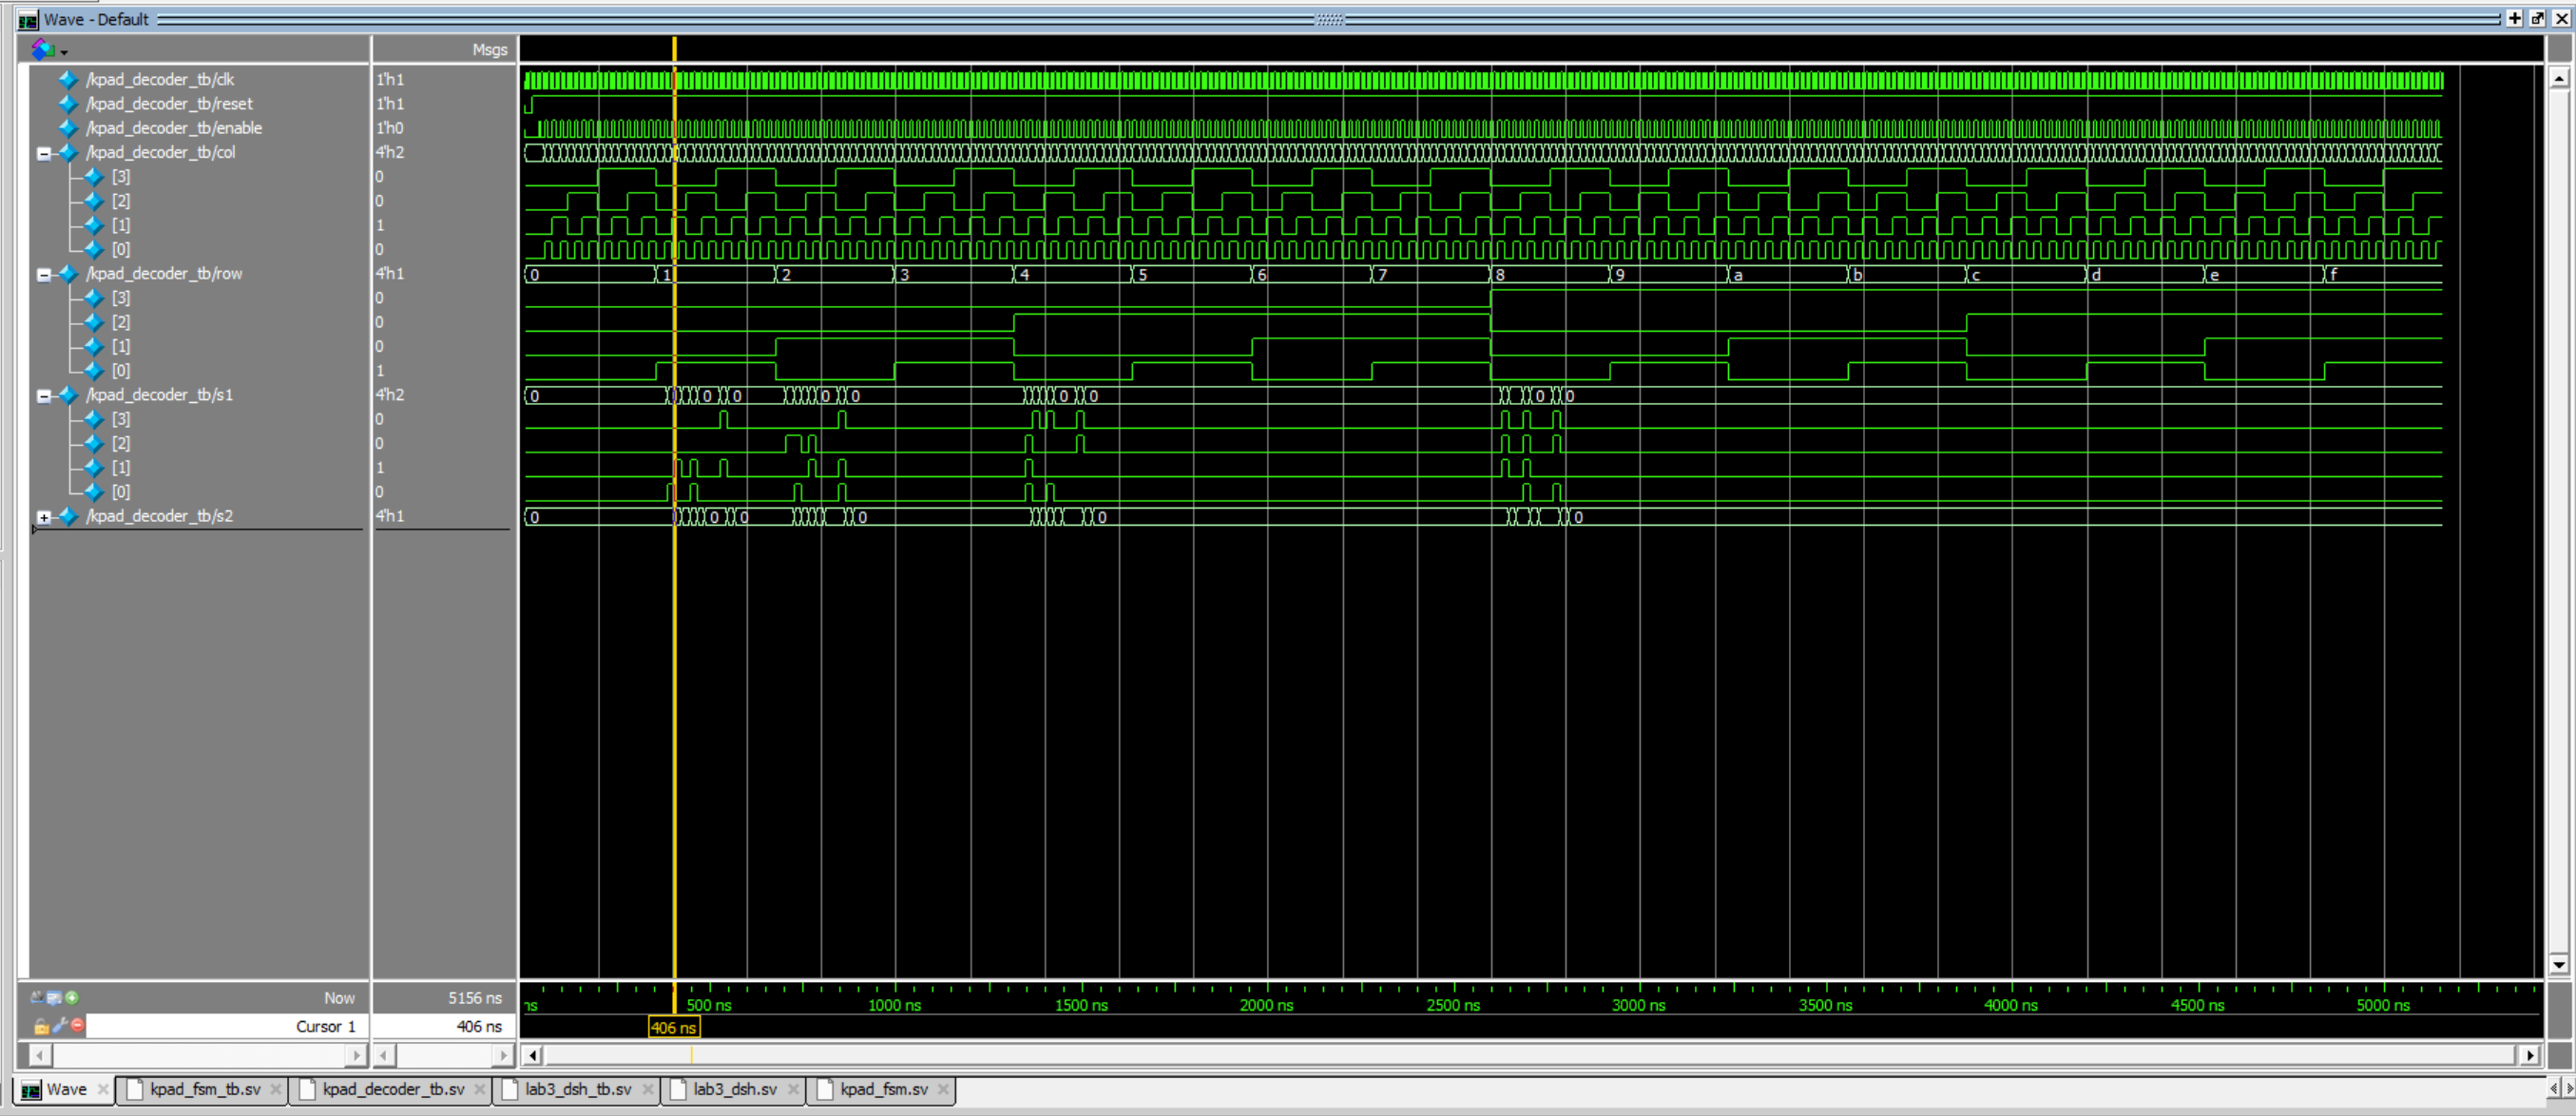 Wave - Default
Msgs
/kpad_decoder_tb/clk 1'h1
/kpad_decoder_tb/reset 1'h1
/kpad_decoder_tb/enable 1'h0
/kpad_decoder_tb/col 4'h2
[3] 0
[2] 0
[1] 1
[0] 0
/kpad_decoder_tb/row 4'h1 0 1 2 3 4 5 6 7 8 9 a b c d e f
[3] 0
[2] 0
[1] 0
[0] 1
/kpad_decoder_tb/s1 4'h2 0 0 0 0 0 0 0 0 0
[3] 0
[2] 0
[1] 1
[0] 0
/kpad_decoder_tb/s2 4'h1 0 0 0 0 0 0
Now 5156 ns ns 500 ns 1000 ns 1500 ns 2000 ns 2500 ns 3000 ns 3500 ns 4000 ns 4500 ns 5000 ns
Cursor 1 406 ns 406 ns
Wave kpad_fsm_tb.sv kpad_decoder_tb.sv lab3_dsh_tb.sv lab3_dsh.sv kpad_fsm.sv